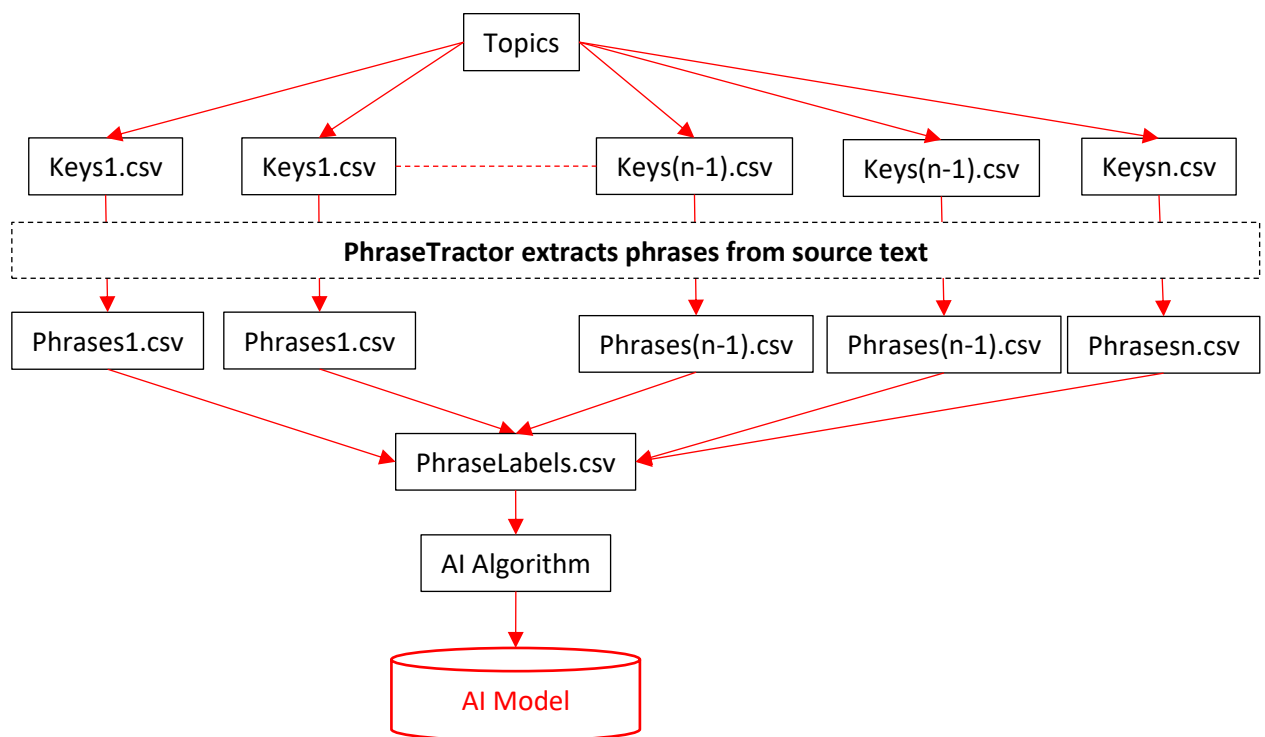 Topics
Keys1.csv
Keys1.csv
Keys(n-1).csv
Keys(n-1).csv
Keysn.csv
PhraseTractor extracts phrases from source text
Phrases1.csv
Phrases1.csv
Phrases(n-1).csv
Phrases(n-1).csv
Phrasesn.csv
PhraseLabels.csv
AI Algorithm
AI Model